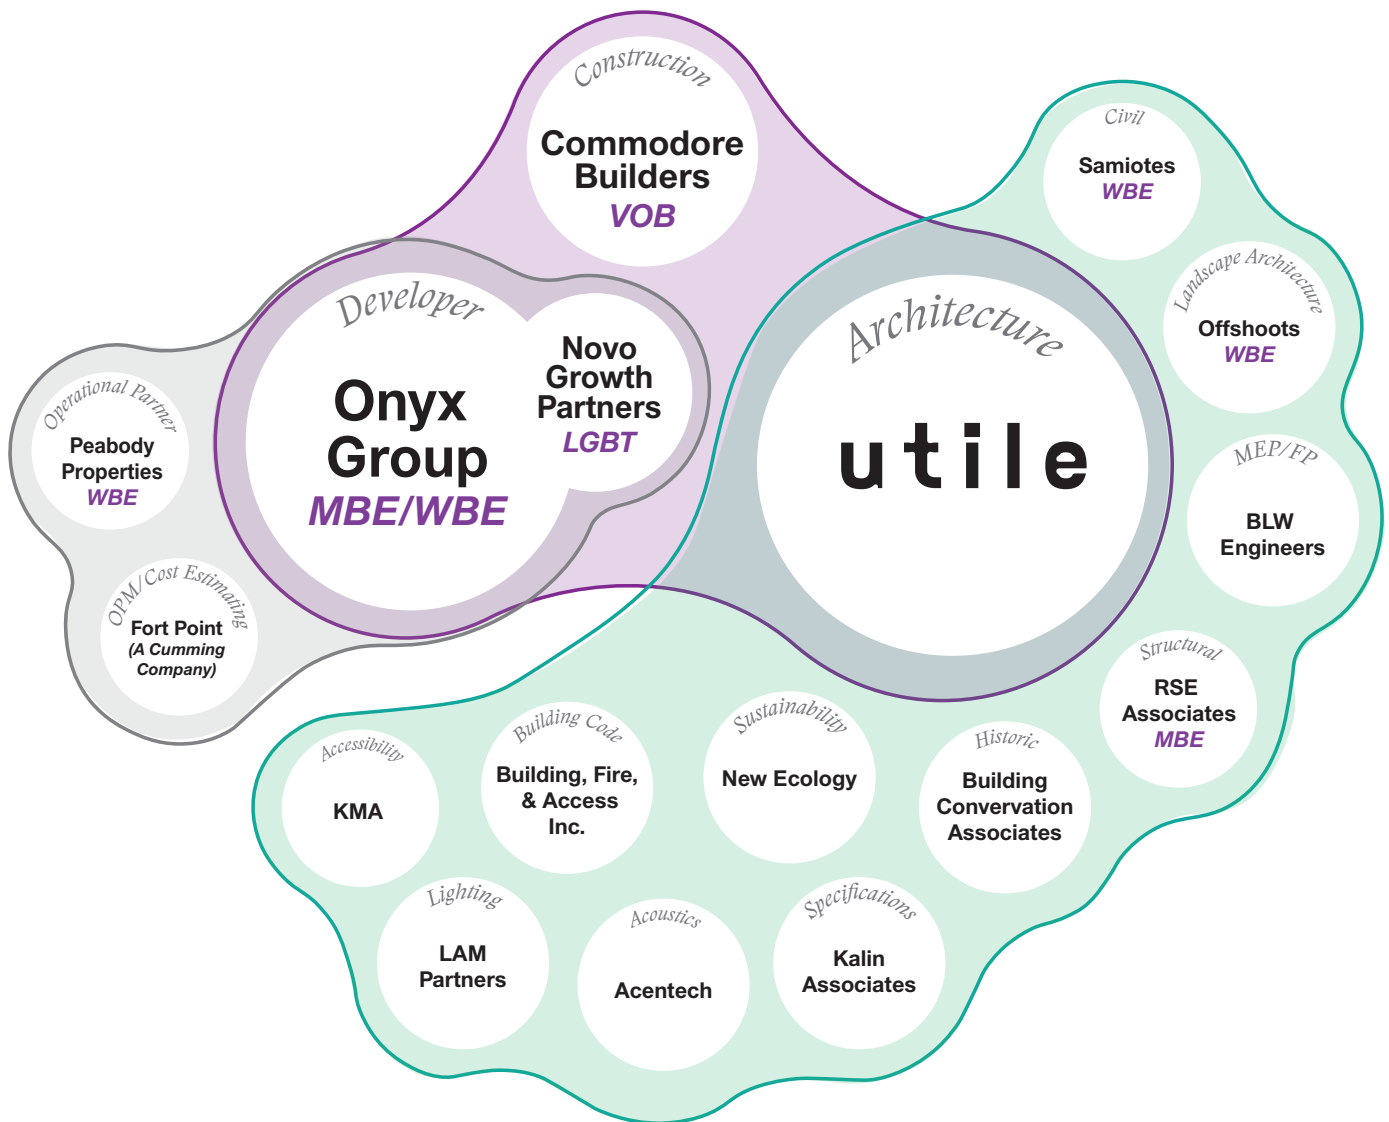 Construction
Commodore
Builders
VOB
Civil
Samiotes
WBE
Landscape Architecture
Offshoots
WBE
Developer
Onyx
Group
MBE/WBE
Novo
Growth
Partners
LGBT
Architecture
utile
Operational Partner
Peabody
Properties
WBE
MEP/FP
BLW
Engineers
OPM/Cost Estimating
Fort Point
(A Cumming
Company)
Structural
RSE
Associates
MBE
Accessibility
KMA
Building Code
Building, Fire,
& Access
Inc.
Sustainability
New Ecology
Historic
Building
Convervation
Associates
Lighting
LAM
Partners
Acoustics
Acentech
Specifications
Kalin
Associates